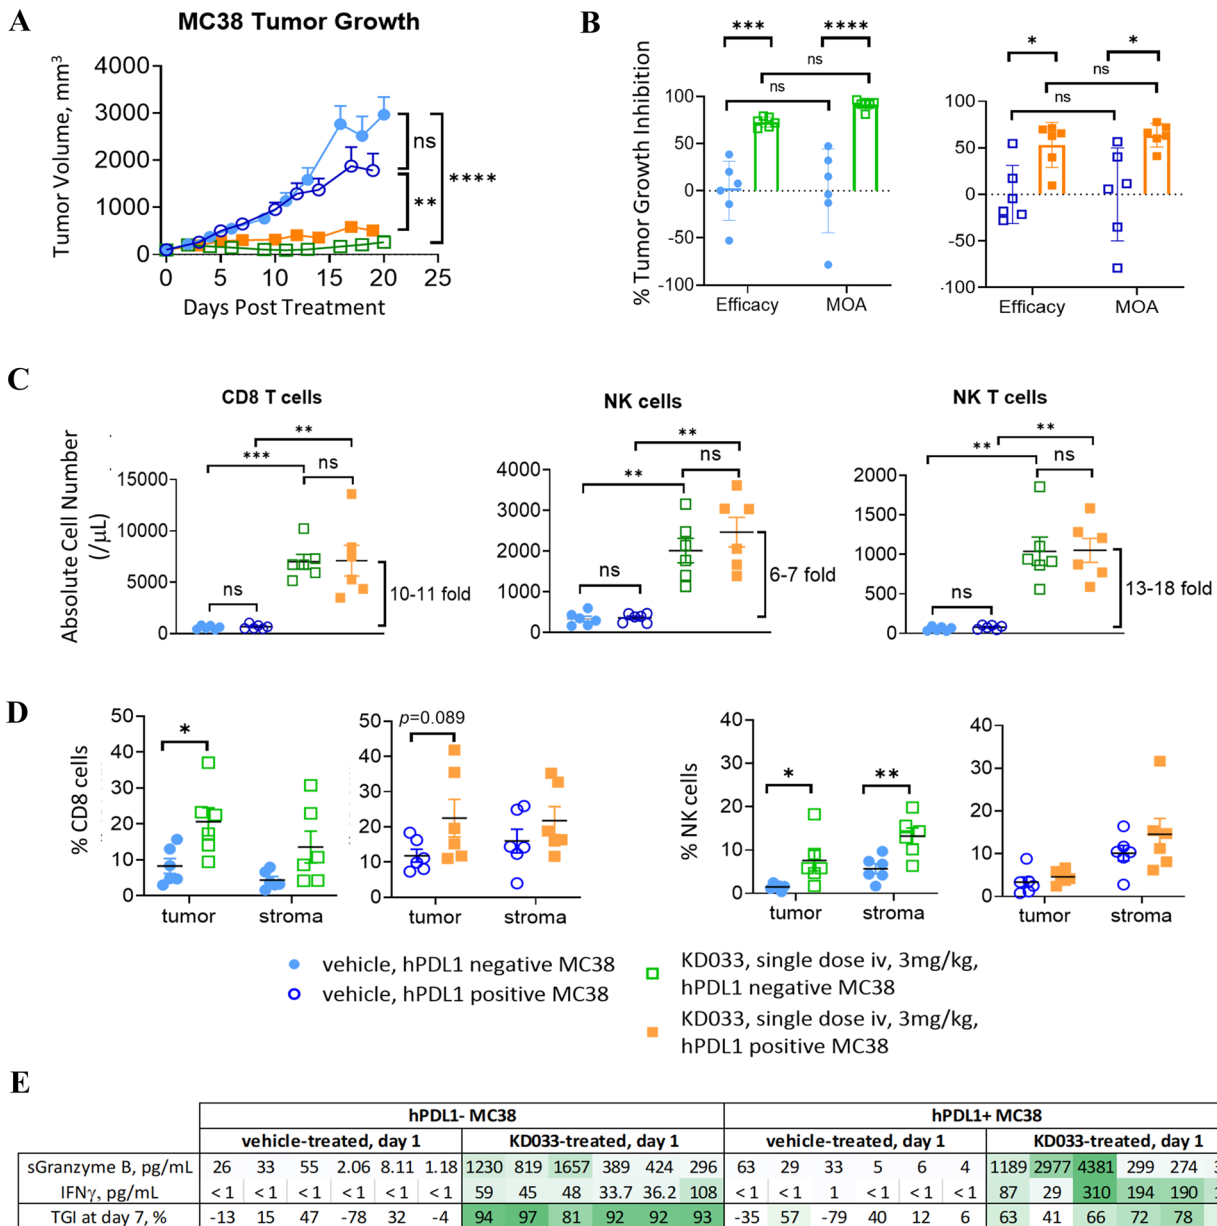 A
MC38 Tumor Growth
Tumor Volume, mm³
4000
3000
2000
1000
0
0 5 10 15 20 25
Days Post Treatment
ns
**
****
B
% Tumor Growth Inhibition
*** ****
ns
ns
100
50
0
-50
-100
Efficacy MOA
* *
ns
ns
100
50
0
-50
-100
Efficacy MOA
C
Absolute Cell Number
(/μL)
CD8 T cells
**
***
ns
15000
10000
5000
0
ns
10-11 fold
NK cells
**
**
ns
4000
3000
2000
1000
0
ns
6-7 fold
NK T cells
**
**
ns
2000
1500
1000
500
0
ns
13-18 fold
D
% CD8 cells
50
40
30
20
10
0
*
tumor stroma
50
40
30
20
10
0
p=0.089
tumor stroma
% NK cells
40
30
20
10
0
* **
tumor stroma
40
30
20
10
0
tumor stroma
vehicle, hPDL1 negative MC38
vehicle, hPDL1 positive MC38
KD033, single dose iv, 3mg/kg,
hPDL1 negative MC38
KD033, single dose iv, 3mg/kg,
hPDL1 positive MC38
E
hPDL1- MC38 hPDL1+ MC38
vehicle-treated, day 1 KD033-treated, day 1 vehicle-treated, day 1 KD033-treated, day 1
sGranzyme B, pg/mL 26 33 55 2.06 8.11 1.18 1230 819 1657 389 424 296 63 29 33 5 6 4 1189 2977 4381 299 274
IFNγ, pg/mL < 1 < 1 < 1 < 1 < 1 < 1 59 45 48 33.7 36.2 108 < 1 < 1 1 < 1 < 1 < 1 87 29 310 194 190
TGI at day 7, % -13 15 47 -78 32 -4 94 97 81 92 92 93 -35 57 -79 40 12 6 63 41 66 72 78